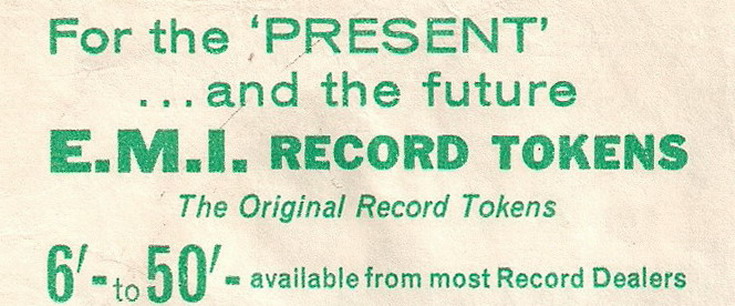 For the ‘PRESENT’
...and the future
E.M.I. RECORD TOKENS
The Original Record Tokens
6/- to 50/- available from most Record Dealers